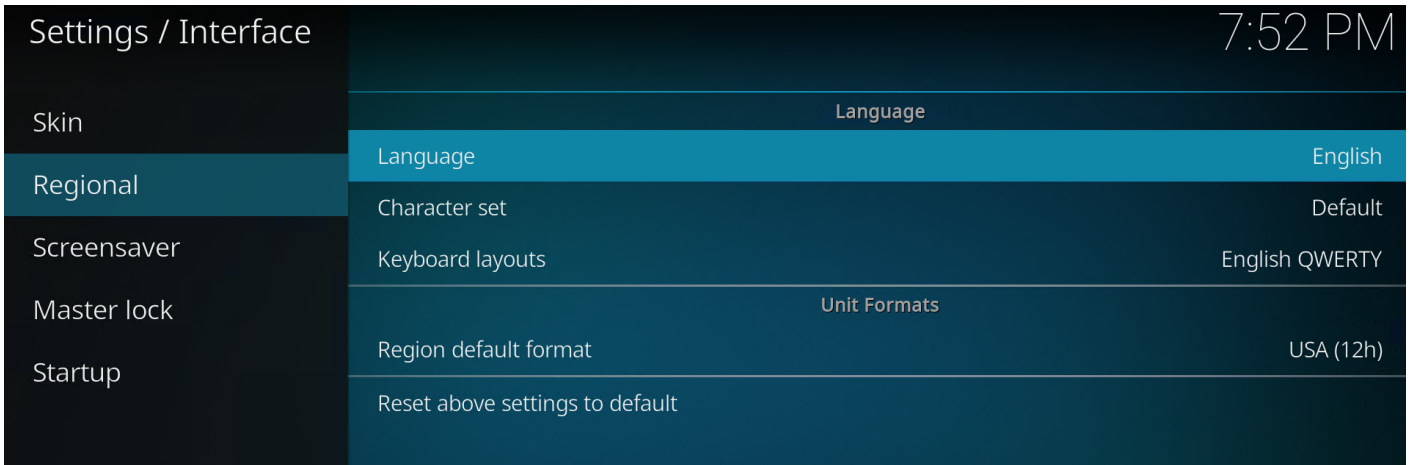 Settings / Interface
7:52 PM
Skin
Regional
Screensaver
Master lock
Startup
Language
Language English
Character set Default
Keyboard layouts English QWERTY
Unit Formats
Region default format USA (12h)
Reset above settings to default